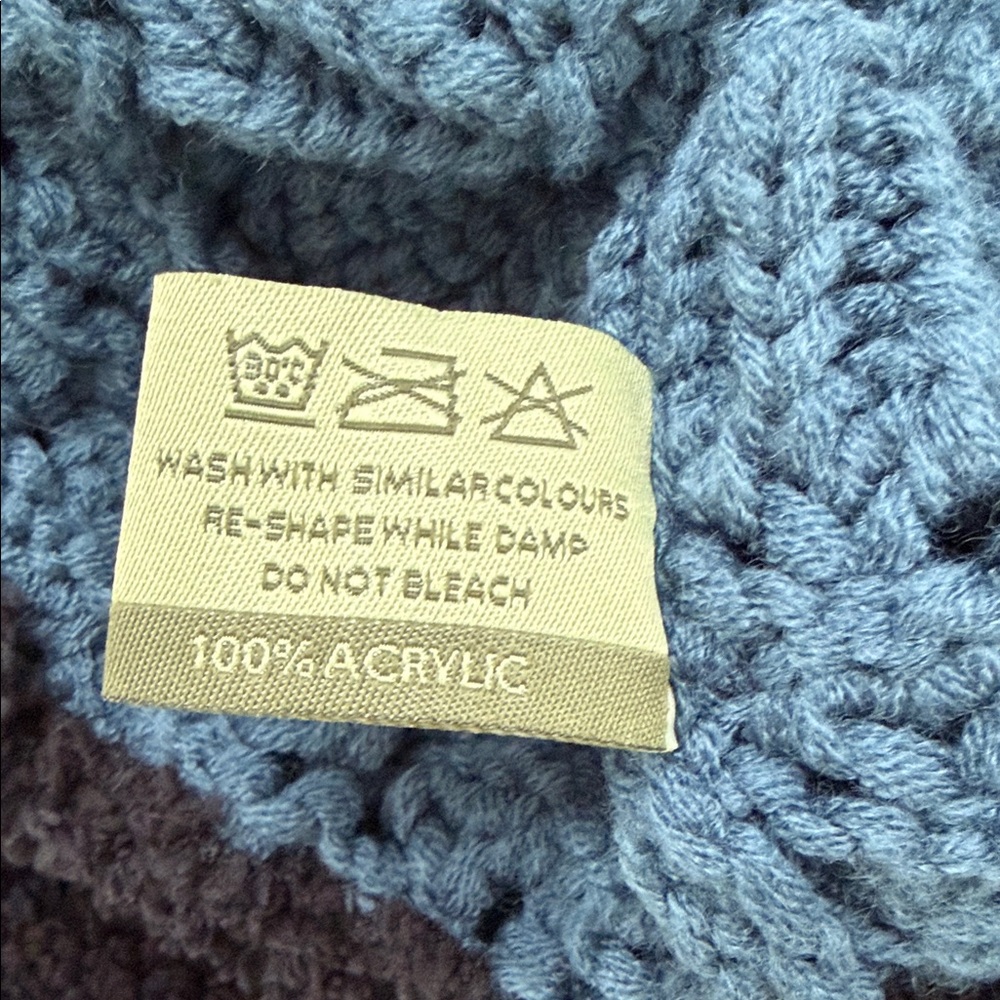 30°C
WASH WITH SIMILAR COLOURS
RE-SHAPE WHILE DAMP
DO NOT BLEACH
100% ACRYLIC